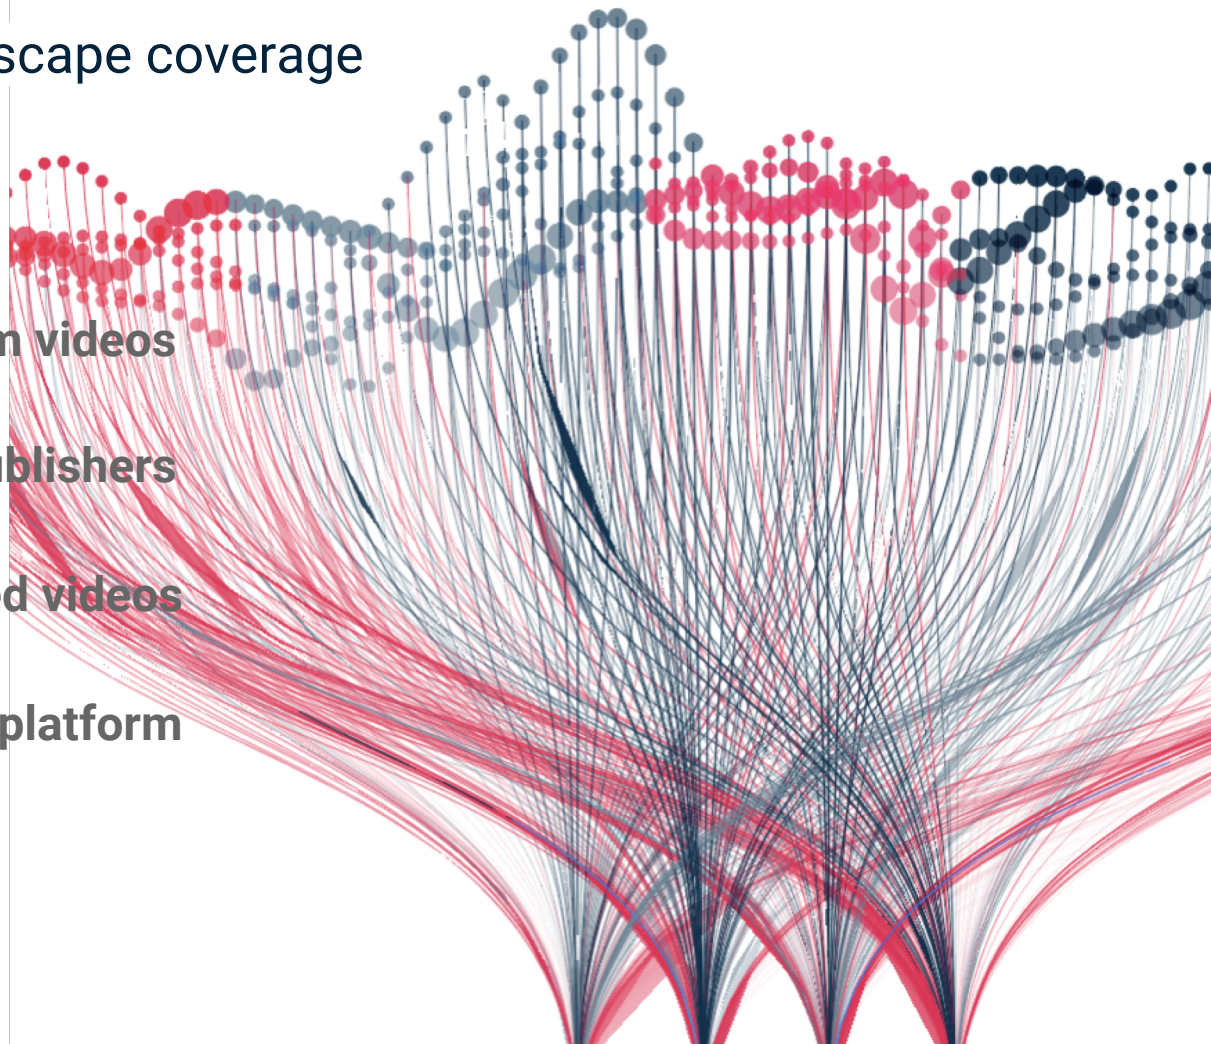 scape coverage
videos
blishers
d videos
platform